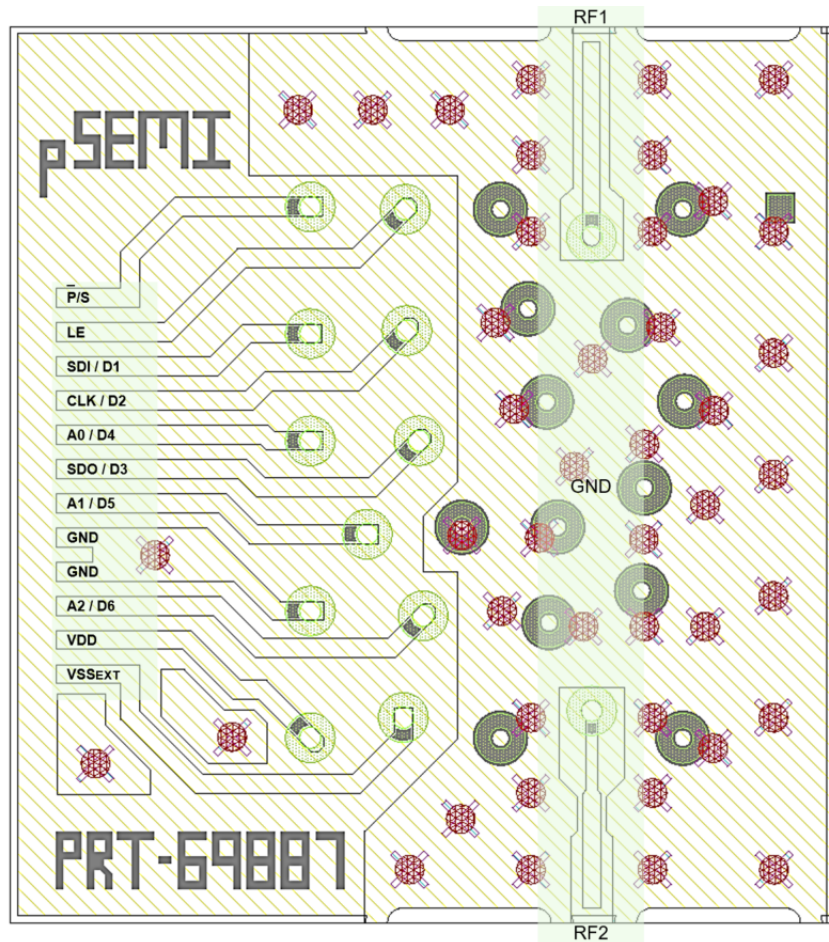 RF1
pSEMI
P̅/S
LE
SDI / D1
CLK / D2
A0 / D4
SDO / D3
A1 / D5
GND
GND
GND
A2 / D6
VDD
VSSEXT
PRT-69887
RF2